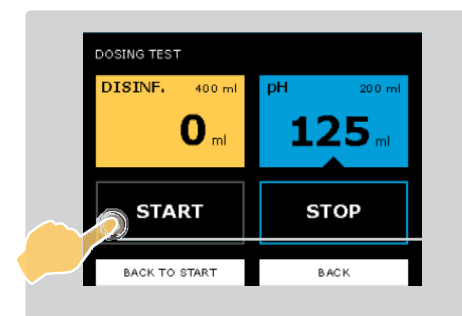 DOSING TEST
DISINF. 400 ml
0 ml
pH 200 ml
125 ml
START
STOP
BACK TO START
BACK